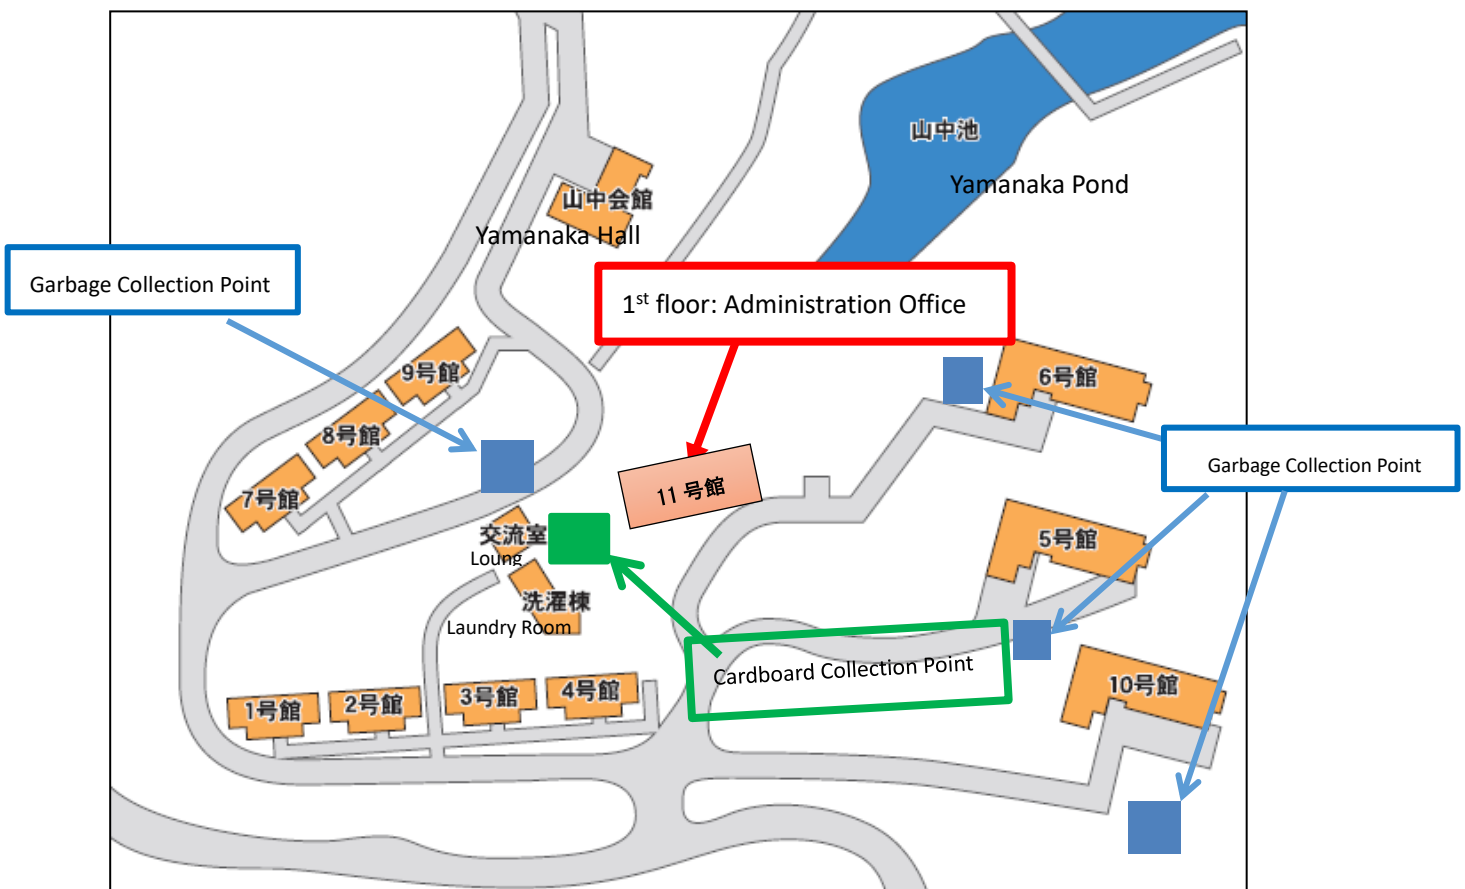 山中池
Yamanaka Pond
山中会館
Yamanaka Hall
Garbage Collection Point
1st floor: Administration Office
9号館
8号館
7号館
6号館
Garbage Collection Point
11 号館
交流室
Loung
5号館
洗濯棟
Laundry Room
Cardboard Collection Point
10号館
1号館
2号館
3号館
4号館